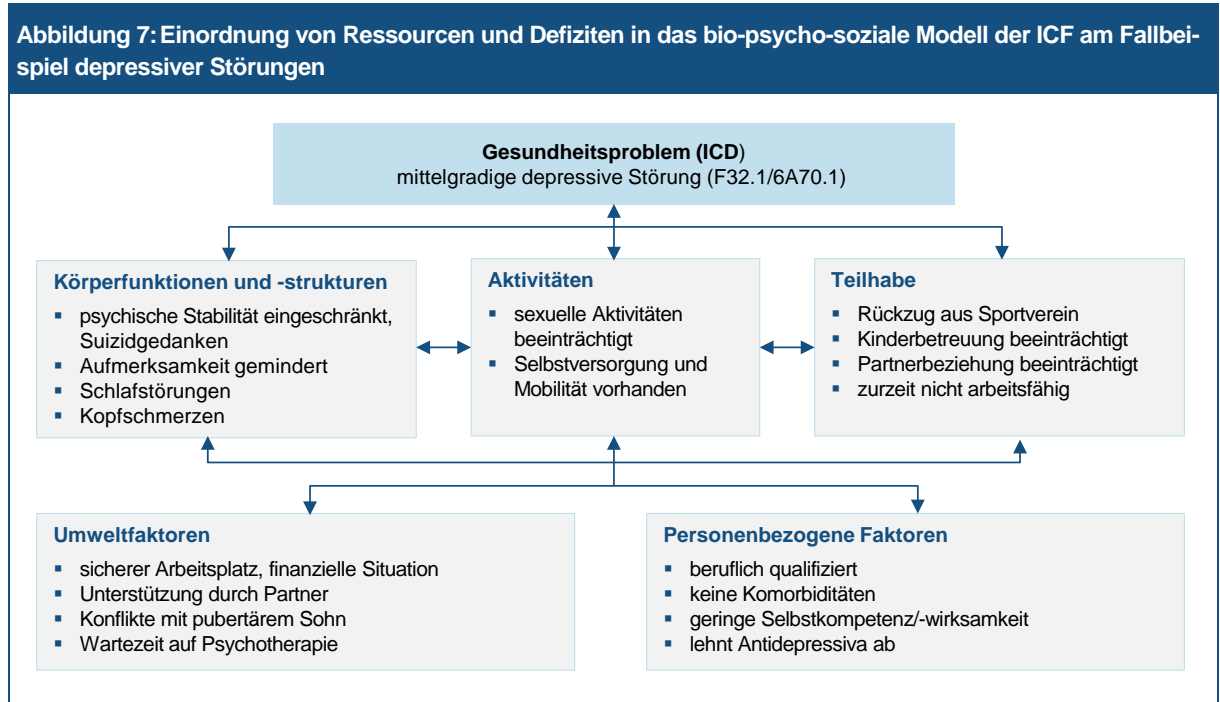 Abbildung 7: Einordnung von Ressourcen und Defiziten in das bio-psycho-soziale Modell der ICF am Fallbei-
spiel depressiver Störungen
Gesundheitsproblem (ICD)
mittelgradige depressive Störung (F32.1/6A70.1)
Körperfunktionen und -strukturen
▪ psychische Stabilität eingeschränkt,
Suizidgedanken
▪ Aufmerksamkeit gemindert
▪ Schlafstörungen
▪ Kopfschmerzen
Aktivitäten
▪ sexuelle Aktivitäten
beeinträchtigt
▪ Selbstversorgung und
Mobilität vorhanden
Teilhabe
▪ Rückzug aus Sportverein
▪ Kinderbetreuung beeinträchtigt
▪ Partnerbeziehung beeinträchtigt
▪ zurzeit nicht arbeitsfähig
Umweltfaktoren
▪ sicherer Arbeitsplatz, finanzielle Situation
▪ Unterstützung durch Partner
▪ Konflikte mit pubertärem Sohn
▪ Wartezeit auf Psychotherapie
Personenbezogene Faktoren
▪ beruflich qualifiziert
▪ keine Komorbiditäten
▪ geringe Selbstkompetenz/-wirksamkeit
▪ lehnt Antidepressiva ab